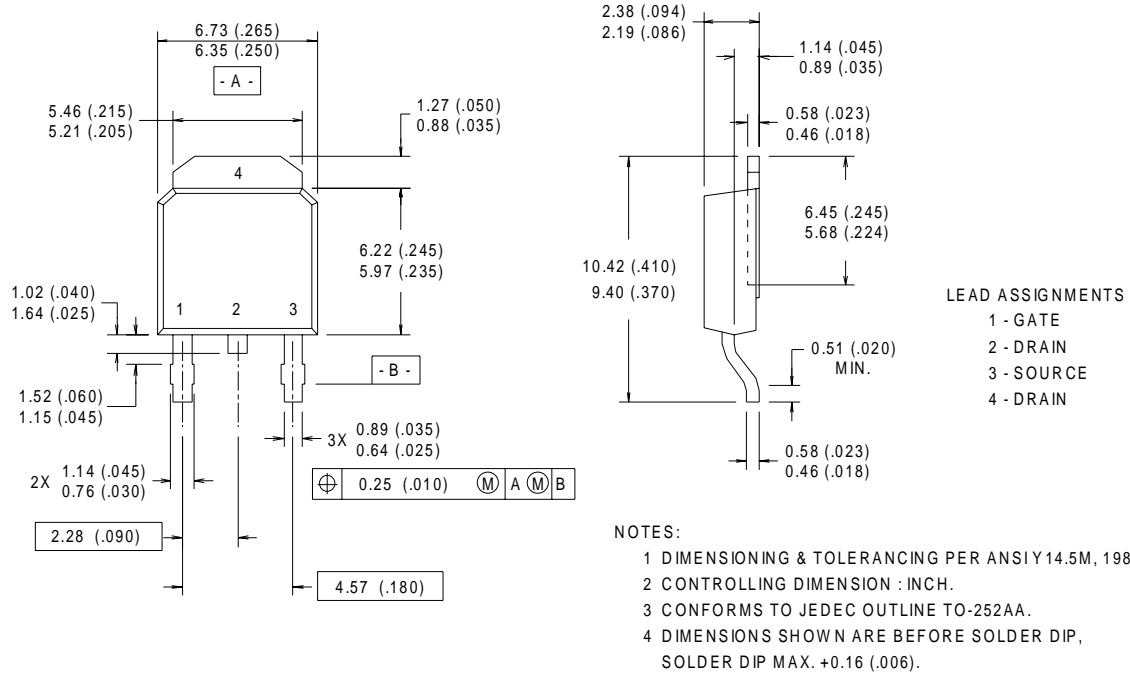 6.73 (.265)
6.35 (.250)
- A -
5.46 (.215)
5.21 (.205)
1.27 (.050)
0.88 (.035)
4
6.22 (.245)
5.97 (.235)
1.02 (.040)
1.64 (.025)
1 2 3
- B -
1.52 (.060)
1.15 (.045)
3X 0.89 (.035)
0.64 (.025)
2X 1.14 (.045)
0.76 (.030)
⌖ 0.25 (.010) Ⓜ A Ⓜ B
2.28 (.090)
4.57 (.180)
2.38 (.094)
2.19 (.086)
1.14 (.045)
0.89 (.035)
0.58 (.023)
0.46 (.018)
6.45 (.245)
5.68 (.224)
10.42 (.410)
9.40 (.370)
0.51 (.020)
MIN.
0.58 (.023)
0.46 (.018)
LEAD ASSIGNMENTS
1 - GATE
2 - DRAIN
3 - SOURCE
4 - DRAIN
NOTES:
1 DIMENSIONING & TOLERANCING PER ANSI Y14.5M, 198
2 CONTROLLING DIMENSION : INCH.
3 CONFORMS TO JEDEC OUTLINE TO-252AA.
4 DIMENSIONS SHOWN ARE BEFORE SOLDER DIP,
SOLDER DIP MAX. +0.16 (.006).